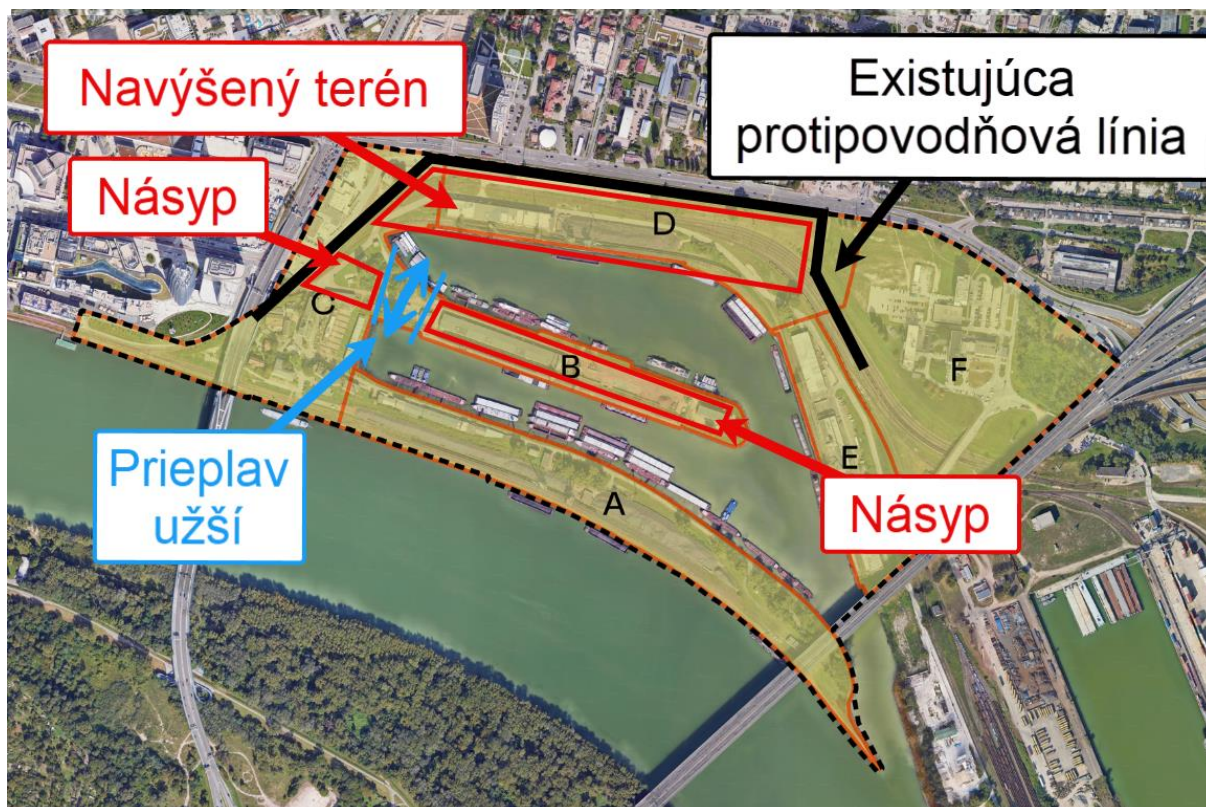 Navýšený terén
Existujúca
protipovodňová línia
Násyp
D
C
B
F
E
A
Prieplav
užší
Násyp